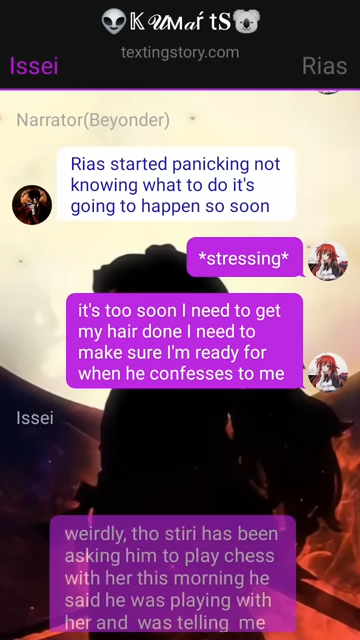 👽𝕂 𝓤ᴍ𝓪ŕ tS🐨
textingstory.com
Issei Rias
Narrator(Beyonder)
Rias started panicking not
knowing what to do it's
going to happen so soon
*stressing*
it's too soon I need to get
my hair done I need to
make sure I'm ready for
when he confesses to me
Issei
weirdly, tho stiri has been
asking him to play chess
with her this morning he
said he was playing with
her and was telling me